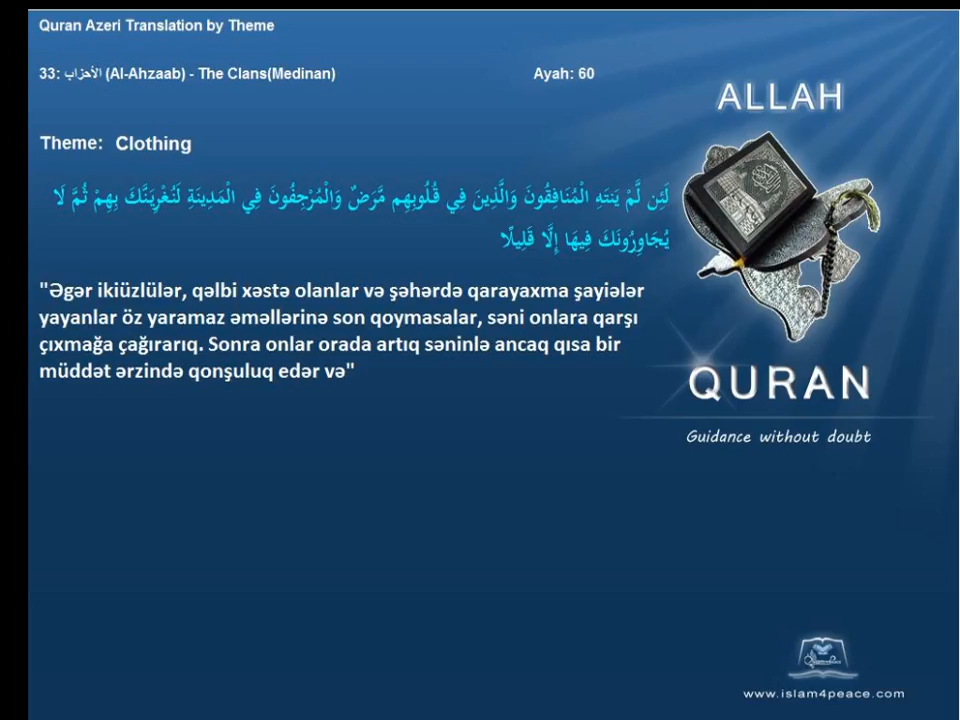 Quran Azeri Translation by Theme
33: الأحزاب (Al-Ahzaab) - The Clans(Medinan) Ayah: 60
Theme: Clothing
لَئِن لَّمْ يَنتَهِ الْمُنَافِقُونَ وَالَّذِينَ فِي قُلُوبِهِم مَّرَضٌ وَالْمُرْجِفُونَ فِي الْمَدِينَةِ لَنُغْرِيَنَّكَ بِهِمْ ثُمَّ لَا
يُجَاوِرُونَكَ فِيهَا إِلَّا قَلِيلًا
"Əgər ikiüzlülər, qəlbi xəstə olanlar və şəhərdə qarayaxma şayiələr
yayanlar öz yaramaz əməllərinə son qoymasalar, səni onlara qarşı
çıxmağa çağırarıq. Sonra onlar orada artıq səninlə ancaq qısa bir
müddət ərzində qonşuluq edər və"
ALLAH
QURAN
Guidance without doubt
www.islam4peace.com